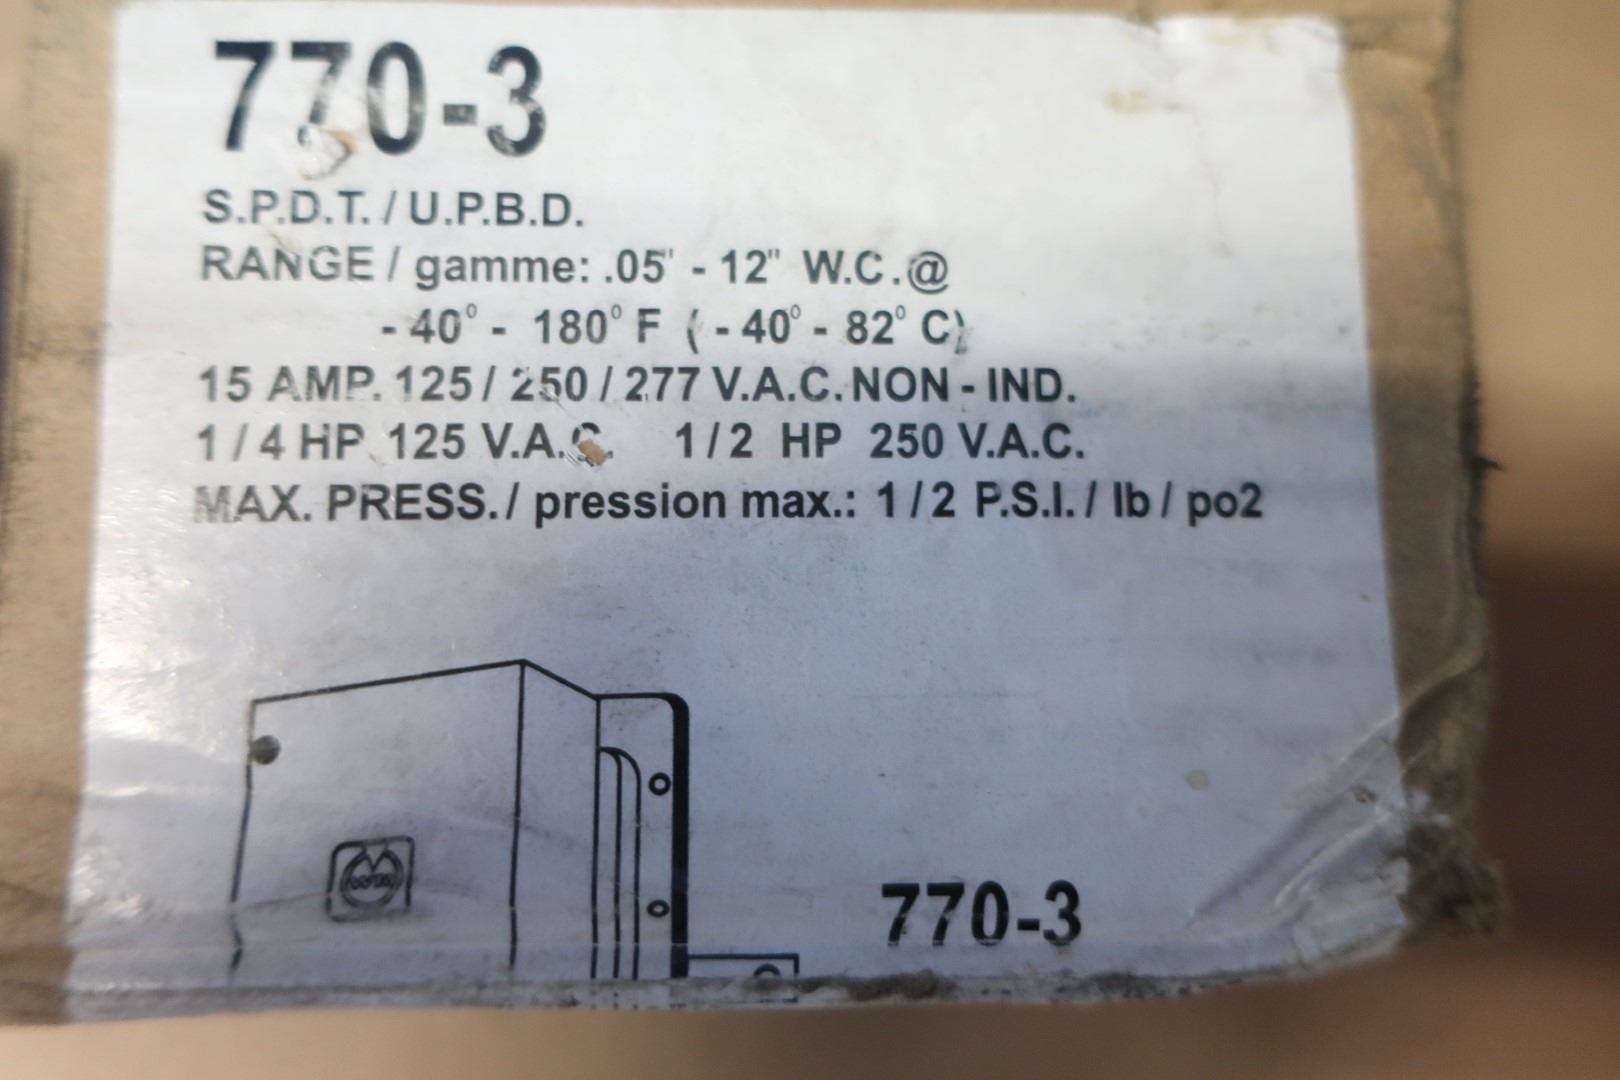 770-3
S.P.D.T. / U.P.B.D.
RANGE / gamme: .05' - 12" W.C.@
- 40° - 180° F ( - 40° - 82° C)
15 AMP. 125 / 250 / 277 V.A.C. NON - IND.
1 / 4 HP 125 V.A.C. 1 / 2 HP 250 V.A.C.
MAX. PRESS. / pression max.: 1 / 2 P.S.I. / lb / po2
770-3